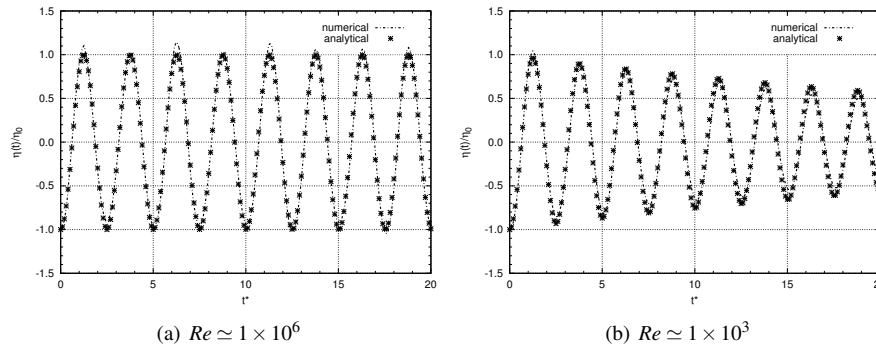 1.5
1.0
0.5
0.0
-0.5
-1.0
-1.5
0 5 10 15 20
η(t)/η₀
t*
numerical
analytical
(a) Re ≃ 1 × 10⁶
1.5
1.0
0.5
0.0
-0.5
-1.0
-1.5
0 5 10 15 20
η(t)/η₀
t*
numerical
analytical
(b) Re ≃ 1 × 10³